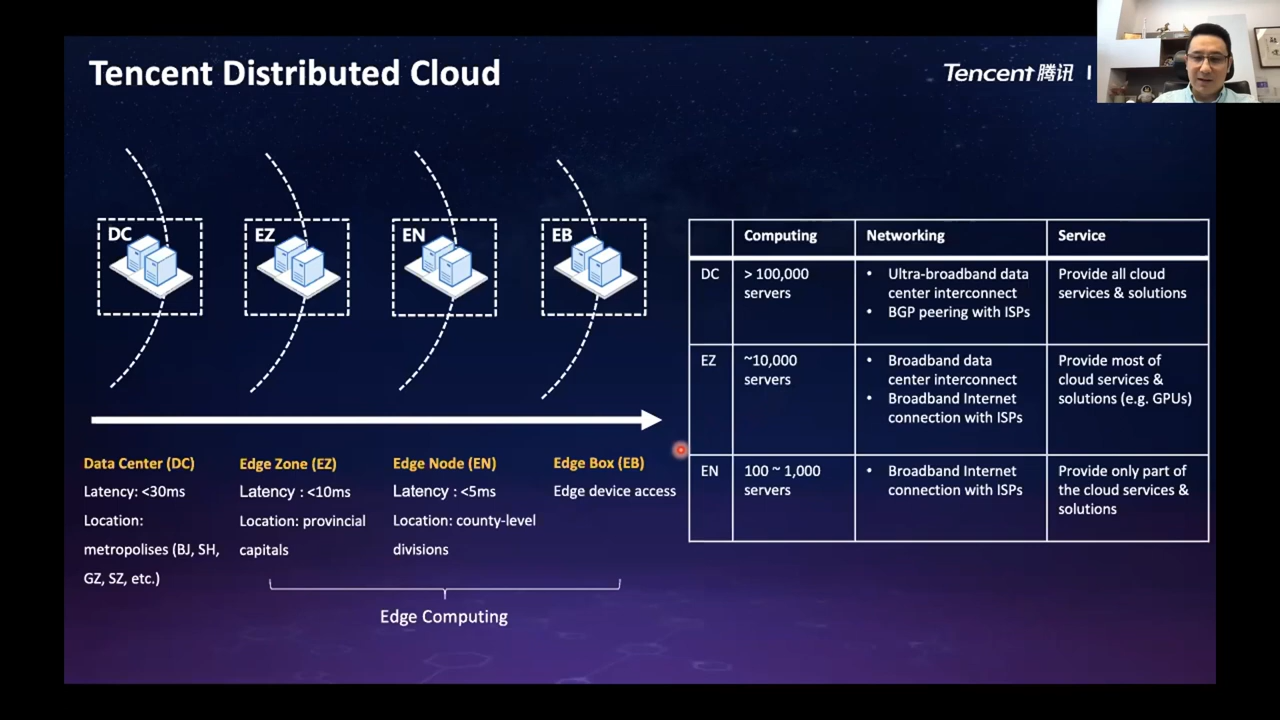 Tencent Distributed Cloud
Tencent 腾讯 |
DC
EZ
EN
EB
Data Center (DC)
Latency: <30ms
Location:
metropolises (BJ, SH,
GZ, SZ, etc.)
Edge Zone (EZ)
Latency : <10ms
Location: provincial
capitals
Edge Node (EN)
Latency : <5ms
Location: county-level
divisions
Edge Box (EB)
Edge device access
Edge Computing
Computing
Networking
Service
DC
> 100,000
servers
• Ultra-broadband data
center interconnect
• BGP peering with ISPs
Provide all cloud
services & solutions
EZ
~10,000
servers
• Broadband data
center interconnect
• Broadband Internet
connection with ISPs
Provide most of
cloud services &
solutions (e.g. GPUs)
EN
100 ~ 1,000
servers
• Broadband Internet
connection with ISPs
Provide only part of
the cloud services &
solutions